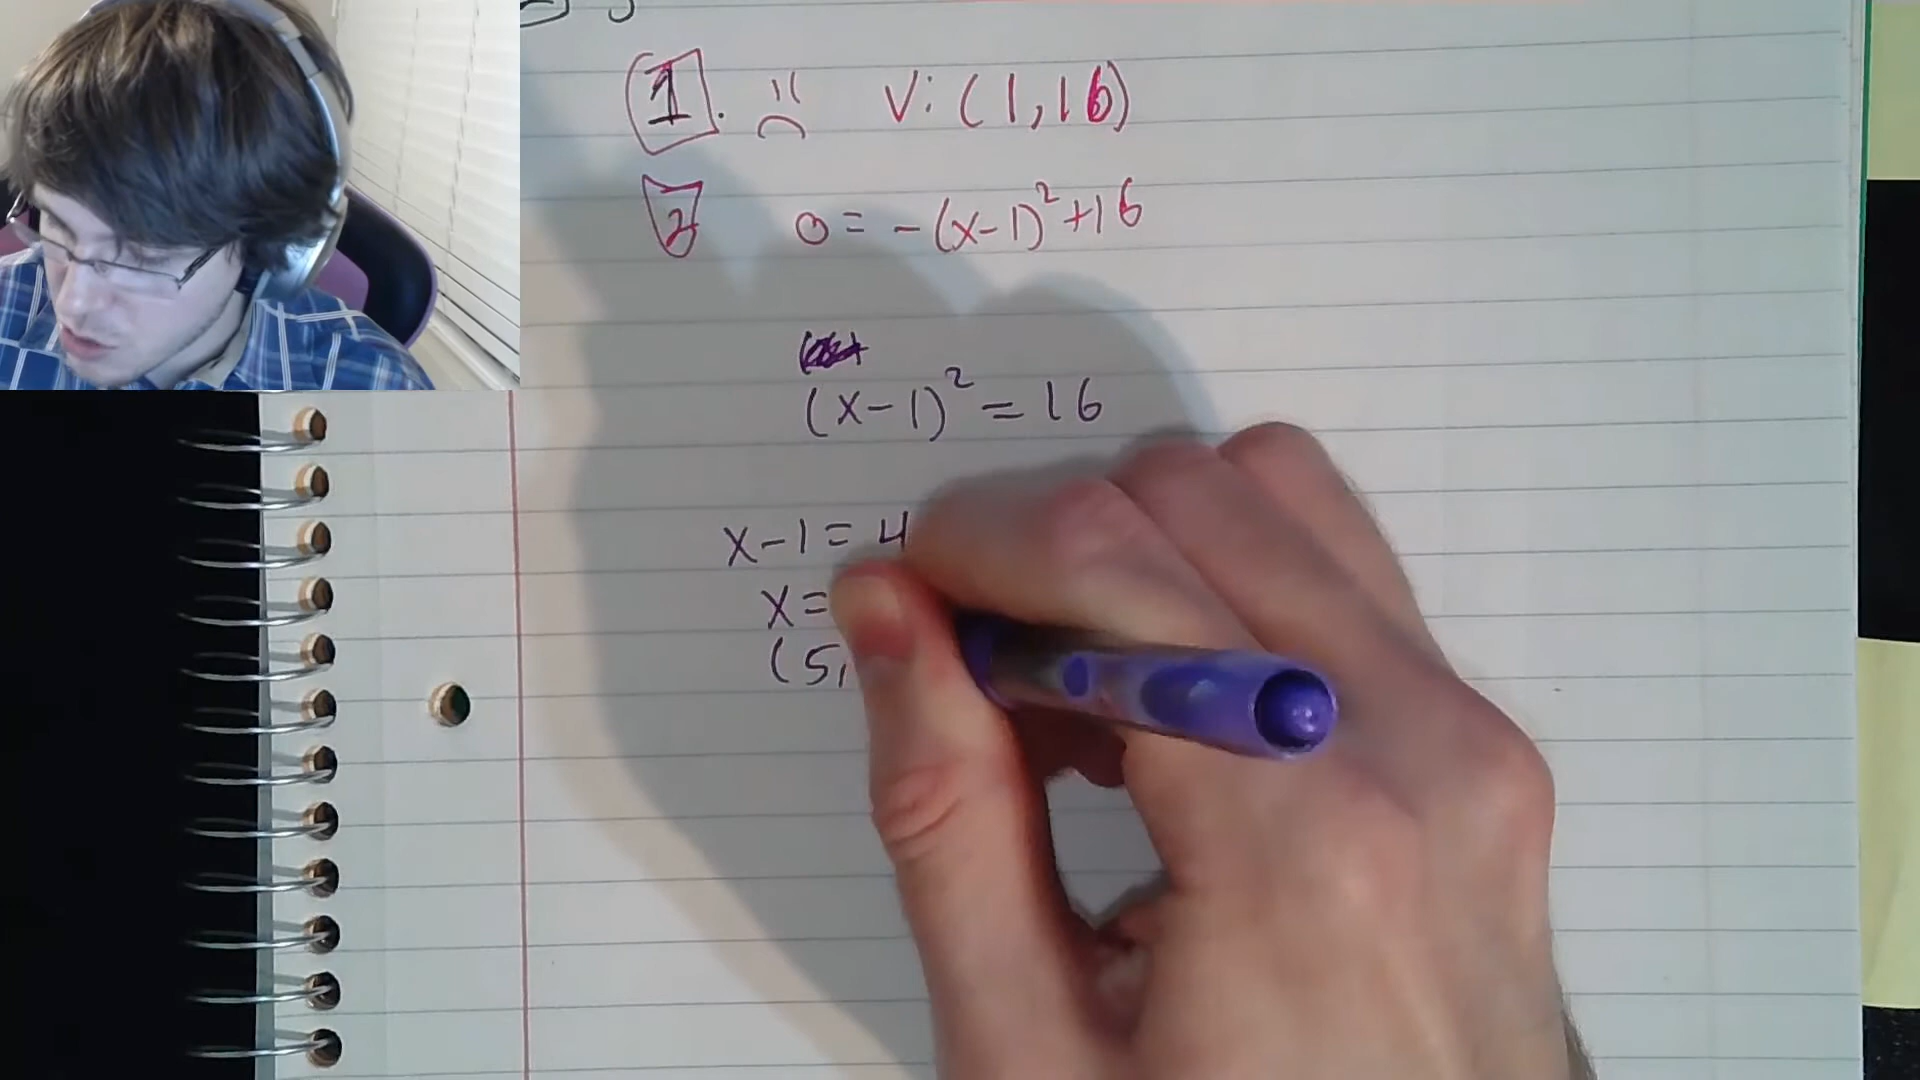 1. V: (1,16)
2 0 = -(x-1)² +16
(x-1)² = 16
x-1 = 4
x =
(5,